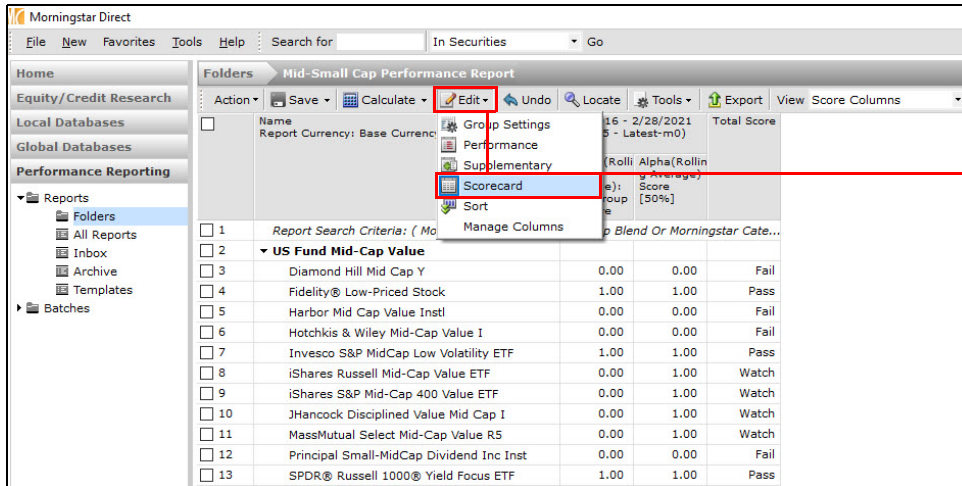 Morningstar Direct
File New Favorites Tools Help Search for In Securities Go
Home
Equity/Credit Research
Local Databases
Global Databases
Performance Reporting
Reports
Folders
All Reports
Inbox
Archive
Templates
Batches
Folders Mid-Small Cap Performance Report
Action Save Calculate Edit Undo Locate Tools Export View Score Columns
Name
Report Currency: Base Currenc
16 - 2/28/2021
5 - Latest-m0)
Total Score
(Rolli
e):
roup
e
Alpha(Rollin
g Average)
Score
[50%]
Group Settings
Performance
Supplementary
Scorecard
Sort
Manage Columns
1 Report Search Criteria: ( Mo p Blend Or Morningstar Cate...
2 US Fund Mid-Cap Value
3 Diamond Hill Mid Cap Y 0.00 0.00 Fail
4 Fidelity® Low-Priced Stock 1.00 1.00 Pass
5 Harbor Mid Cap Value Instl 0.00 0.00 Fail
6 Hotchkis & Wiley Mid-Cap Value I 0.00 0.00 Fail
7 Invesco S&P MidCap Low Volatility ETF 1.00 1.00 Pass
8 iShares Russell Mid-Cap Value ETF 0.00 1.00 Watch
9 iShares S&P Mid-Cap 400 Value ETF 0.00 1.00 Watch
10 JHancock Disciplined Value Mid Cap I 0.00 1.00 Watch
11 MassMutual Select Mid-Cap Value R5 0.00 1.00 Watch
12 Principal Small-MidCap Dividend Inc Inst 0.00 0.00 Fail
13 SPDR® Russell 1000® Yield Focus ETF 1.00 1.00 Pass